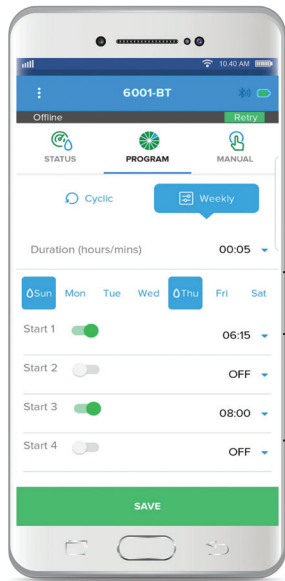 10.40 AM
6001-BT
Offline Retry
STATUS PROGRAM MANUAL
Cyclic Weekly
Duration (hours/mins) 00:05
Sun Mon Tue Wed Thu Fri Sat
Start 1 06:15
Start 2 OFF
Start 3 08:00
Start 4 OFF
SAVE